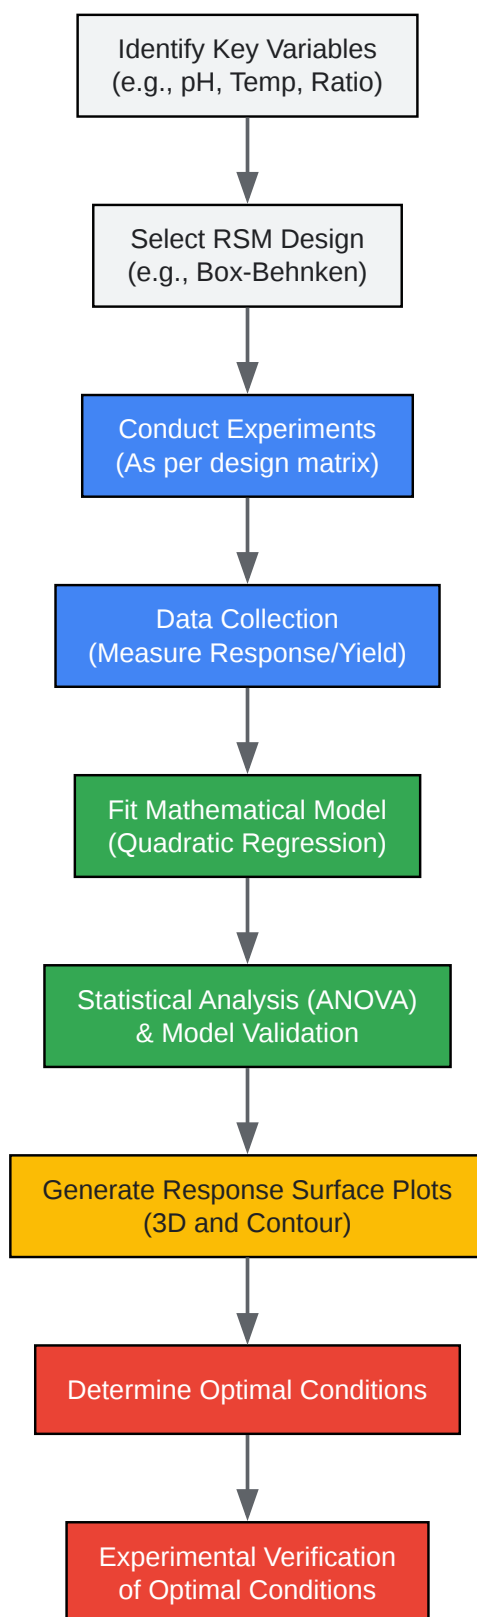 Identify Key Variables
(e.g., pH, Temp, Ratio)
Select RSM Design
(e.g., Box-Behnken)
Conduct Experiments
(As per design matrix)
Data Collection
(Measure Response/Yield)
Fit Mathematical Model
(Quadratic Regression)
Statistical Analysis (ANOVA)
& Model Validation
Generate Response Surface Plots
(3D and Contour)
Determine Optimal Conditions
Experimental Verification
of Optimal Conditions